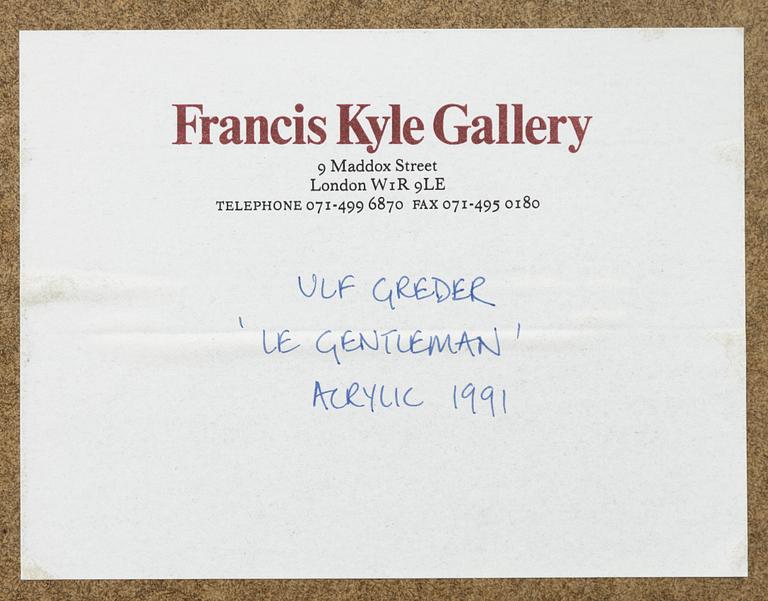 Francis Kyle Gallery
9 Maddox Street
London W1R 9LE
TELEPHONE 071-499 6870 FAX 071-495 0180
ULF GREDER
'LE GENTLEMAN'
ACRYLIC 1991